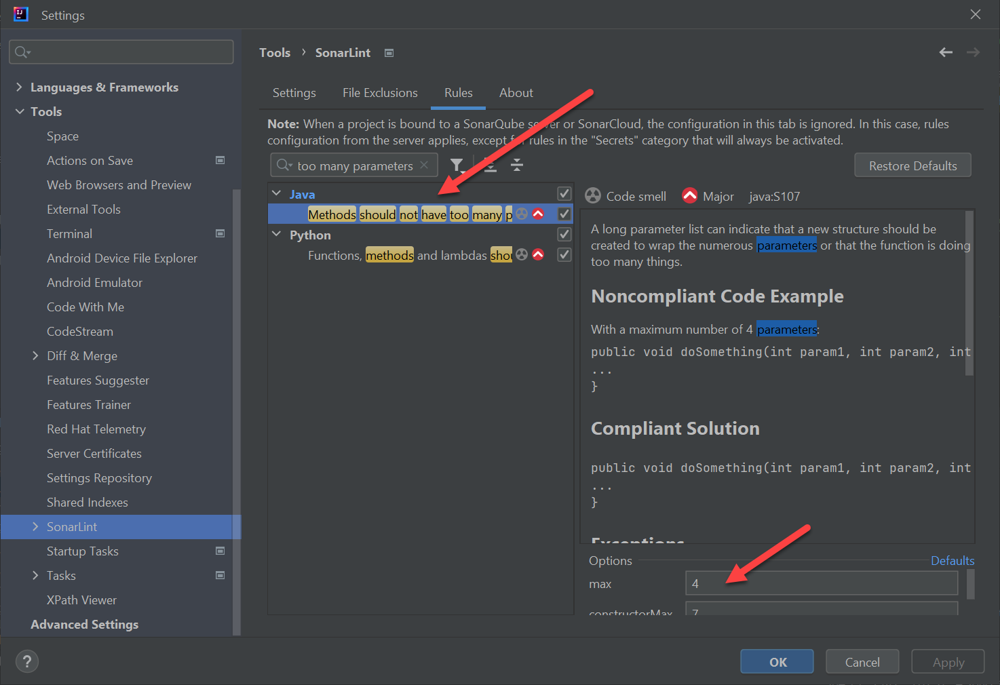 IJ
Settings
Languages & Frameworks
Tools
Space
Actions on Save
Web Browsers and Preview
External Tools
Terminal
Android Device File Explorer
Android Emulator
Code With Me
CodeStream
Diff & Merge
Features Suggester
Features Trainer
Red Hat Telemetry
Server Certificates
Settings Repository
Shared Indexes
SonarLint
Startup Tasks
Tasks
XPath Viewer
Advanced Settings
Tools › SonarLint
Settings File Exclusions Rules About
Note: When a project is bound to a SonarQube server or SonarCloud, the configuration in this tab is ignored. In this case, rules
configuration from the server applies, except for rules in the "Secrets" category that will always be activated.
too many parameters
Restore Defaults
Java
Methods should not have too many p
Python
Functions, methods and lambdas shou
Code smell Major java:S107
A long parameter list can indicate that a new structure should be
created to wrap the numerous parameters or that the function is doing
too many things.
Noncompliant Code Example
With a maximum number of 4 parameters:
public void doSomething(int param1, int param2, int
...
}
Compliant Solution
public void doSomething(int param1, int param2, int
...
}
Exceptions
Options Defaults
max 4
constructorMax 7
?
OK Cancel Apply